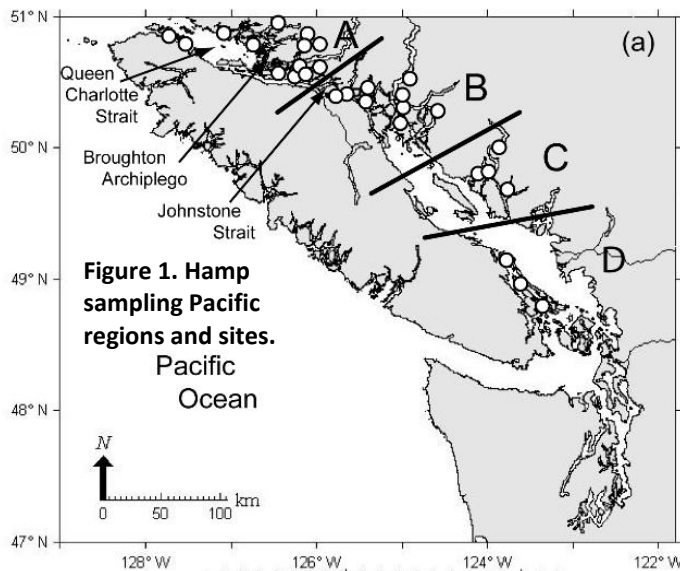 51° N
50° N
49° N
48° N
47° N
(a)
A
Queen
Charlotte
Strait
B
Broughton
Archiplego
C
Johnstone
Strait
D
Figure 1. Hamp
sampling Pacific
regions and sites.
Pacific
Ocean
N
km
0 50 100
128° W 126° W 124° W 122° W